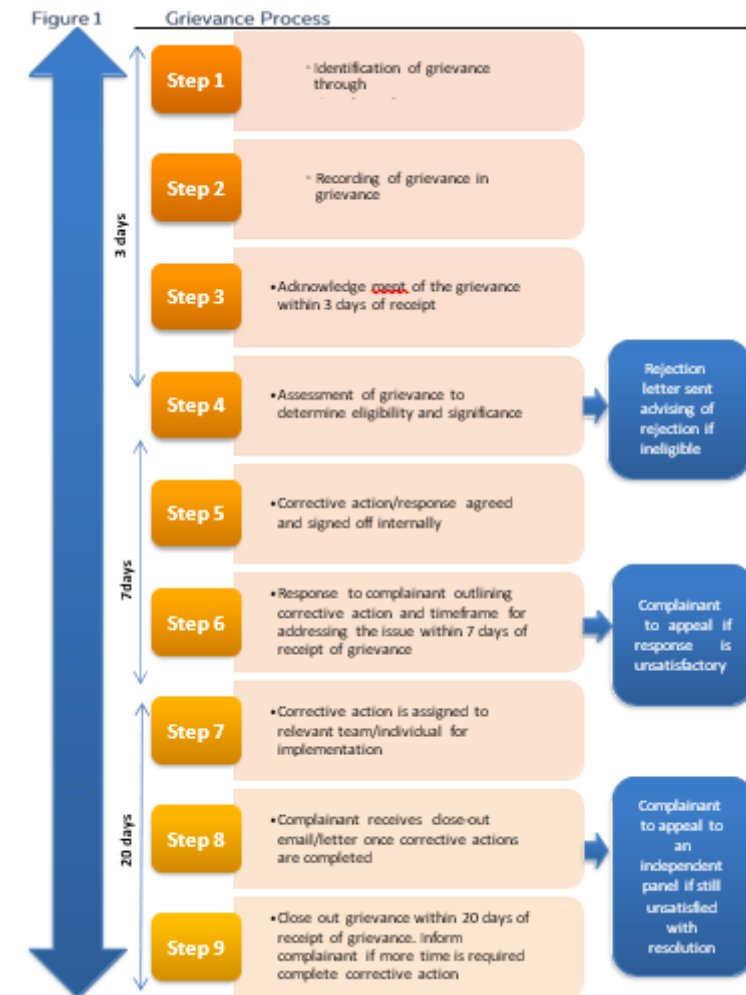 Figure 1
Grievance Process
3 days
7days
20 days
Step 1
- Identification of grievance
through
Step 2
- Recording of grievance in
grievance
Step 3
•Acknowledge ment of the grievance
within 3 days of receipt
Step 4
•Assessment of grievance to
determine eligibility and significance
Rejection
letter sent
advising of
rejection if
ineligible
Step 5
•Corrective action/response agreed
and signed off internally
Step 6
•Response to complainant outlining
corrective action and timeframe for
addressing the issue within 7 days of
receipt of grievance
Complainant
to appeal if
response is
unsatisfactory
Step 7
•Corrective action is assigned to
relevant team/individual for
implementation
Step 8
•Complainant receives close-out
email/letter once corrective actions
are completed
Complainant
to appeal to
an
independent
panel if still
unsatisfied
with
resolution
Step 9
•Close out grievance within 20 days of
receipt of grievance. Inform
complainant if more time is required
complete corrective action